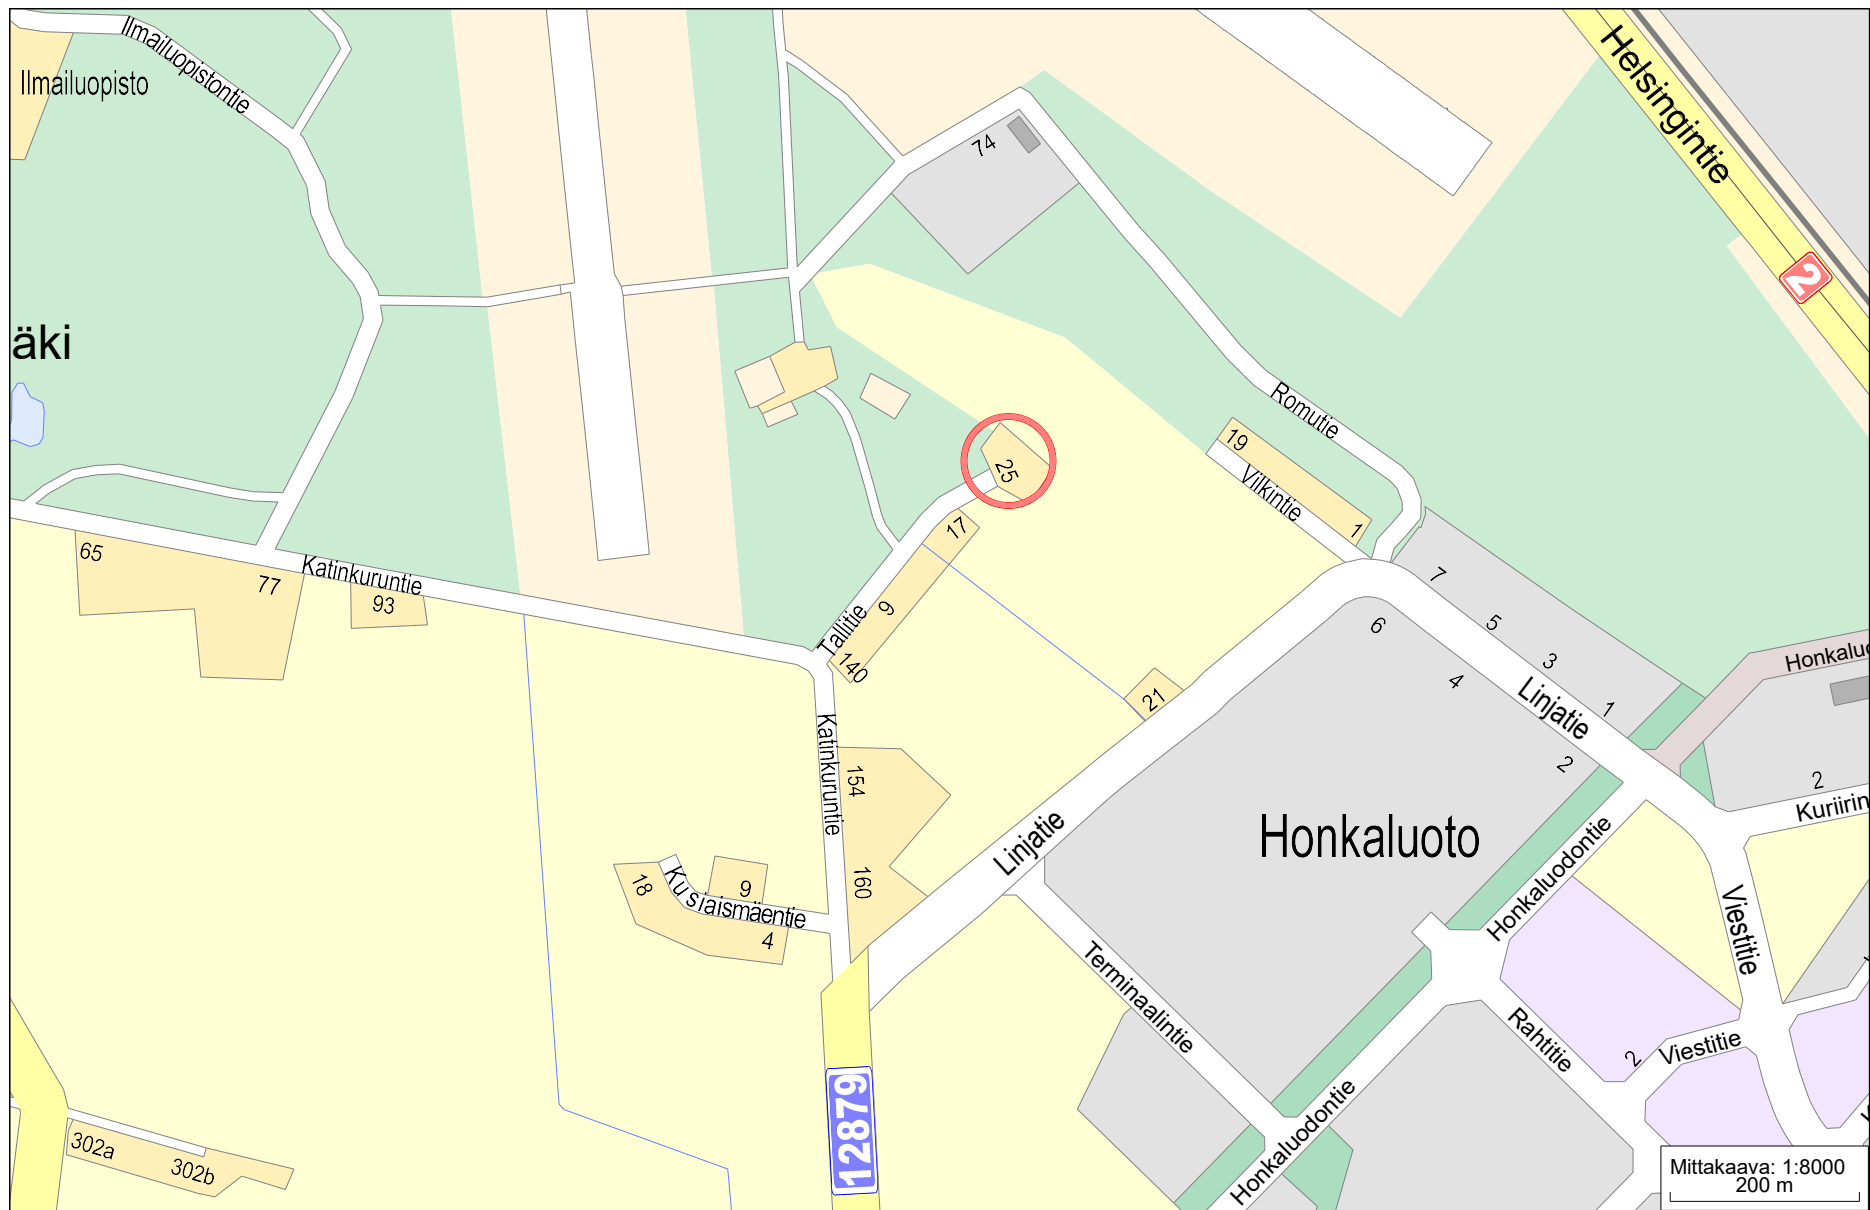 Ilmailuopistontie
Ilmailuopisto
Helsingintie
74
2
äki
Romutie
19
Vilkintie
1
25
17
65
77
Katinkuruntie
93
9
Tallitie
140
7
6
5
3
4
1
Linjatie
2
21
Honkaluo
2
Kuriirin
Katinkuruntie
154
160
Linjatie
Honkaluoto
18
Kusiaismäentie
9
4
Honkaluodontie
Viestitie
Terminaalintie
Rahtitie
2
Viestitie
12879
Honkaluodontie
302a
302b
Mittakaava: 1:8000
200 m